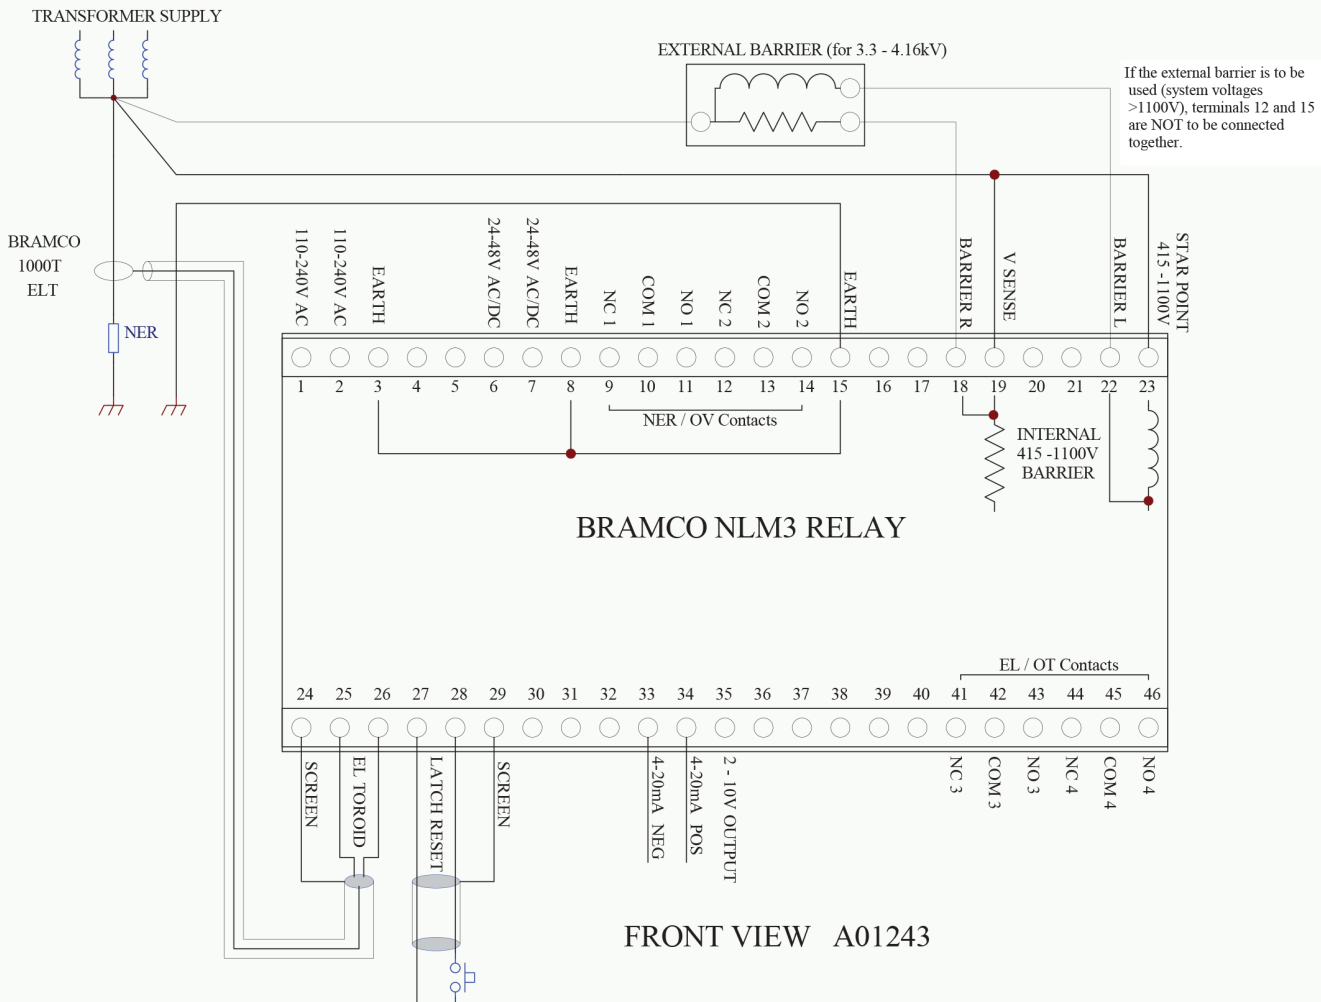 TRANSFORMER SUPPLY
EXTERNAL BARRIER (for 3.3 - 4.16kV)
If the external barrier is to be
used (system voltages
>1100V), terminals 12 and 15
are NOT to be connected
together.
BRAMCO
1000T
ELT
NER
110-240V AC
110-240V AC
EARTH
24-48V AC/DC
24-48V AC/DC
EARTH
NC 1
COM 1
NO 1
NC 2
COM 2
NO 2
EARTH
BARRIER R
V SENSE
BARRIER L
STAR POINT
415 -1100V
1 2 3 4 5 6 7 8 9 10 11 12 13 14 15 16 17 18 19 20 21 22 23
NER / OV Contacts
INTERNAL
415 -1100V
BARRIER
BRAMCO NLM3 RELAY
EL / OT Contacts
24 25 26 27 28 29 30 31 32 33 34 35 36 37 38 39 40 41 42 43 44 45 46
SCREEN
EL TOROID
LATCH RESET
SCREEN
4-20mA NEG
4-20mA POS
2 - 10V OUTPUT
NC 3
COM 3
NO 3
NC 4
COM 4
NO 4
FRONT VIEW A01243